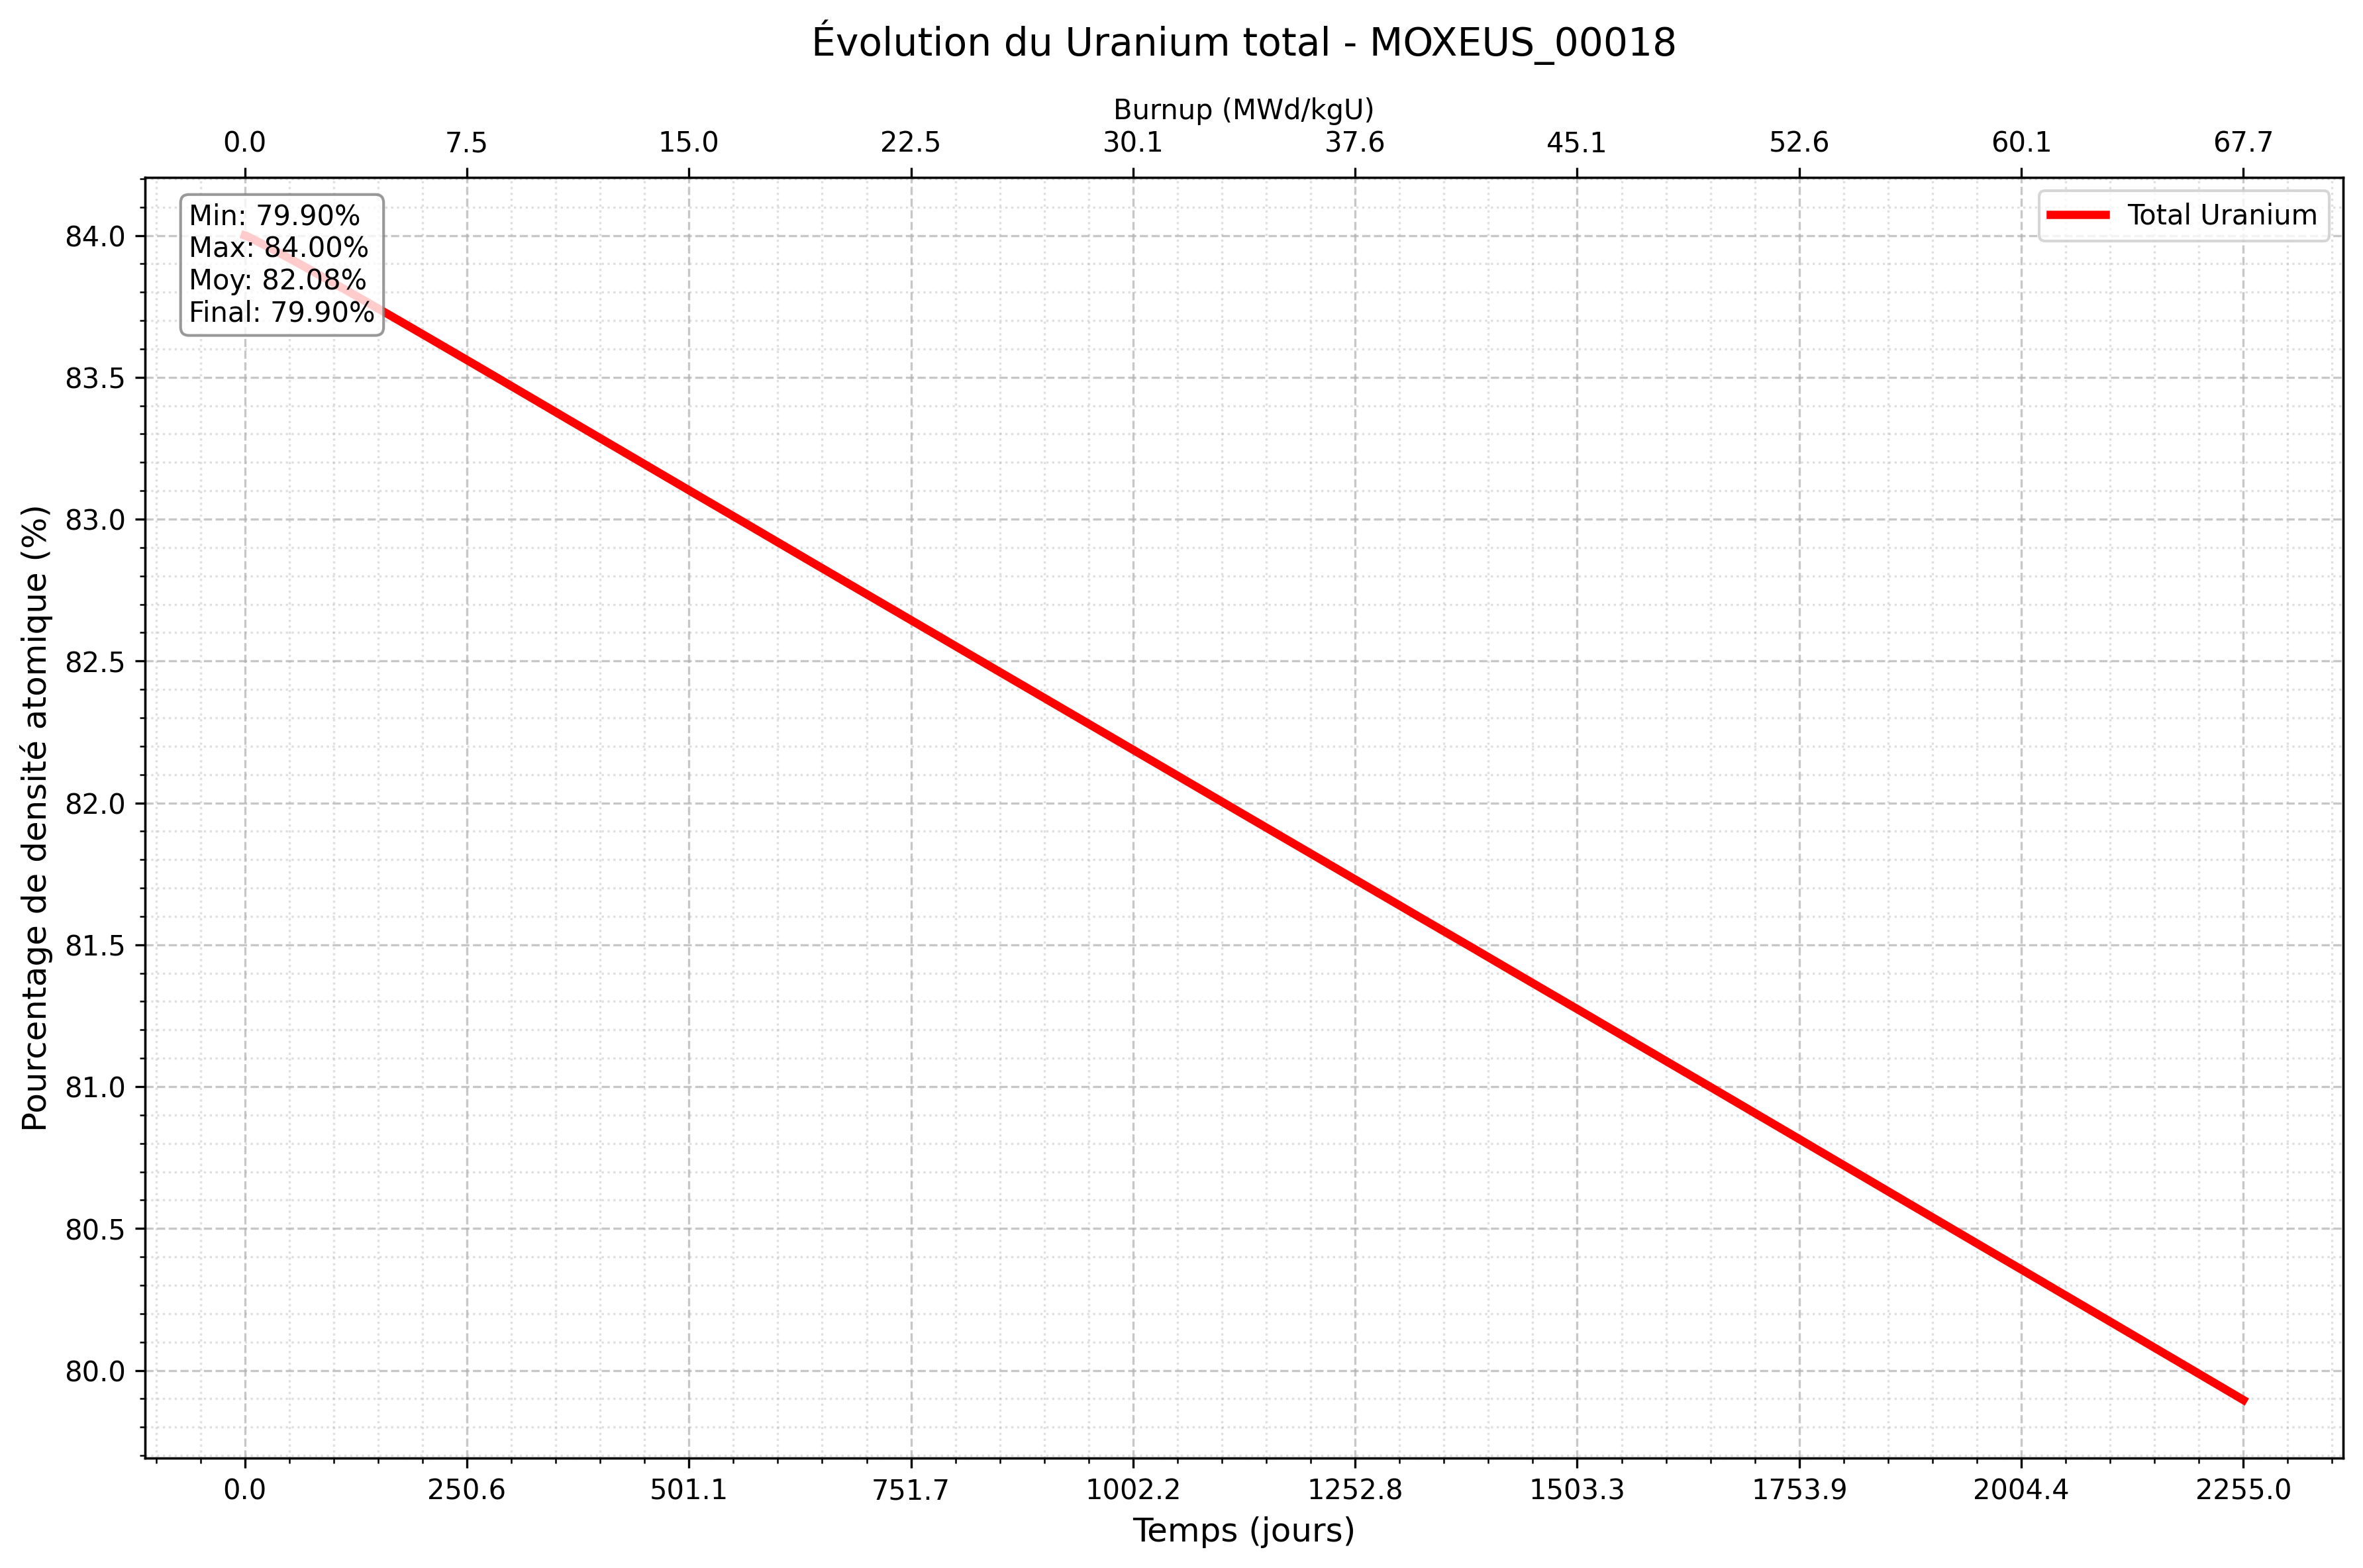 Évolution du Uranium total - MOXEUS_00018
Burnup (MWd/kgU)
0.0 7.5 15.0 22.5 30.1 37.6 45.1 52.6 60.1 67.7
Min: 79.90%
Max: 84.00%
Moy: 82.08%
Final: 79.90%
Total Uranium
Pourcentage de densité atomique (%)
84.0
83.5
83.0
82.5
82.0
81.5
81.0
80.5
80.0
0.0 250.6 501.1 751.7 1002.2 1252.8 1503.3 1753.9 2004.4 2255.0
Temps (jours)